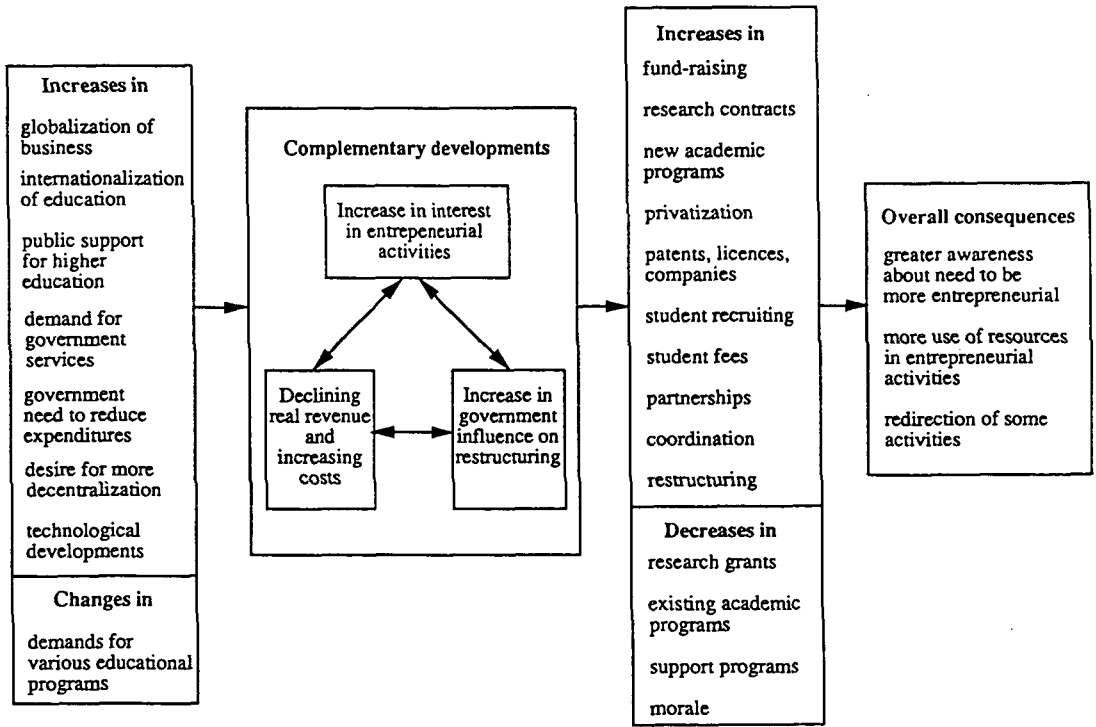 Increases in
globalization of
business
internationalization
of education
public support
for higher
education
demand for
government
services
government
need to reduce
expenditures
desire for more
decentralization
technological
developments
Changes in
demands for
various educational
programs
Complementary developments
Increase in interest
in entrepeneurial
activities
Declining
real revenue
and
increasing
costs
Increase in
government
influence on
restructuring
Increases in
fund-raising
research contracts
new academic
programs
privatization
patents, licences,
companies
student recruiting
student fees
partnerships
coordination
restructuring
Decreases in
research grants
existing academic
programs
support programs
morale
Overall consequences
greater awareness
about need to be
more entrepreneurial
more use of resources
in entrepreneurial
activities
redirection of some
activities